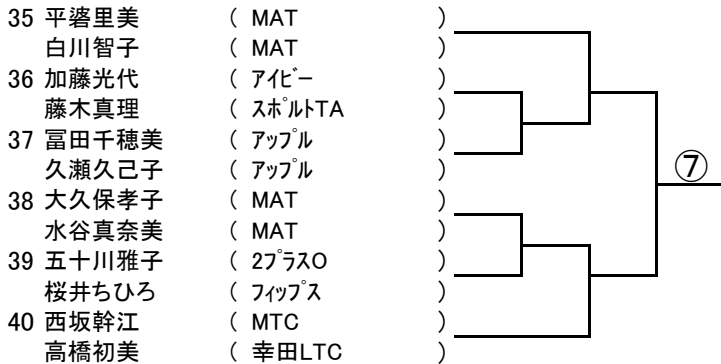 35 平婆里美 ( MAT )
白川智子 ( MAT )
36 加藤光代 ( アイビー )
藤木真理 ( スポルトTA )
37 冨田千穂美 ( アップル )
久瀬久己子 ( アップル )
⑦
38 大久保孝子 ( MAT )
水谷真奈美 ( MAT )
39 五十川雅子 ( 2プラスO )
桜井ちひろ ( フィップス )
40 西坂幹江 ( MTC )
高橋初美 ( 幸田LTC )